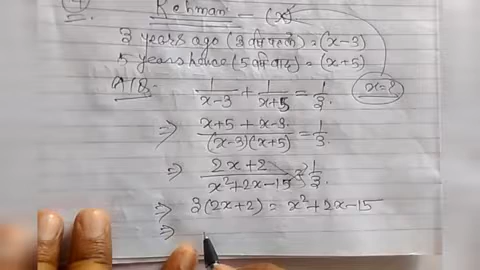 4.
Rehman — (x)
3 years ago (3 वर्ष पहले) = (x-3)
5 years hence (5 वर्ष बाद) = (x+5)
A/Q.
x=?
1/(x-3) + 1/(x+5) = 1/3.
⇒ (x+5+x-3)/((x-3)(x+5)) = 1/3.
⇒ (2x+2)/(x²+2x-15) = 1/3.
⇒ 3(2x+2) = x²+2x-15
⇒